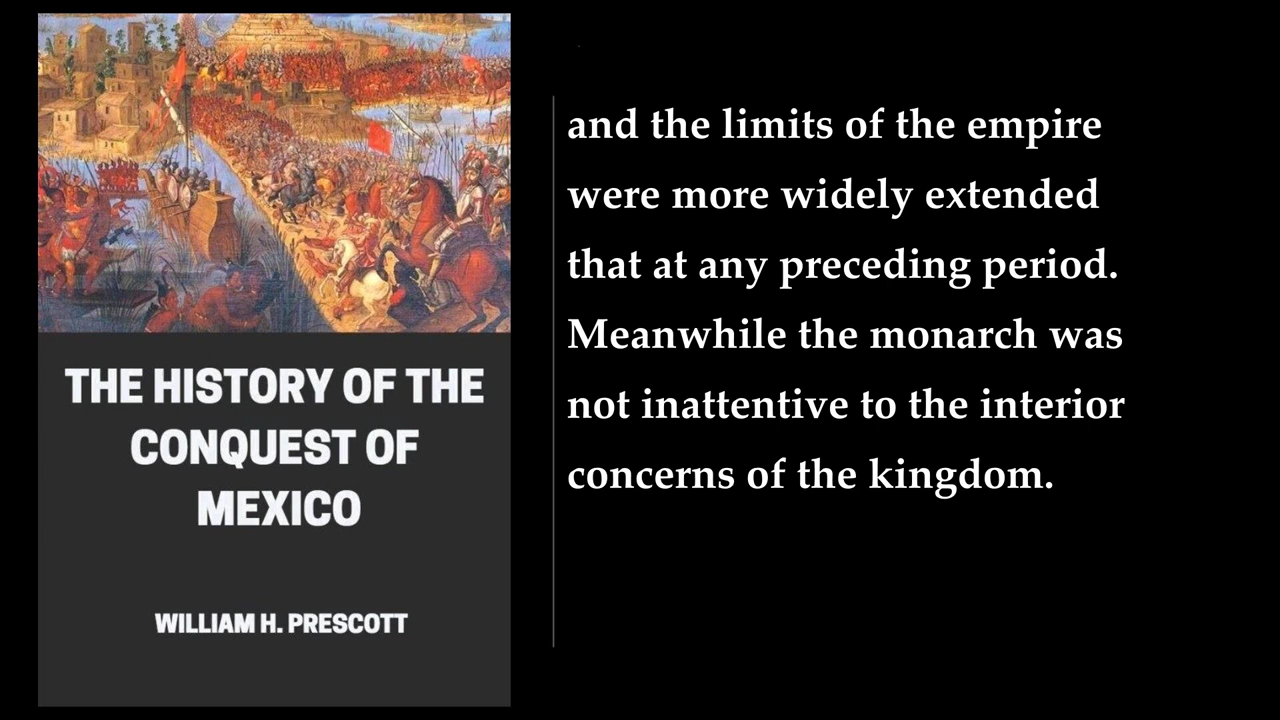 THE HISTORY OF THE
CONQUEST OF
MEXICO
WILLIAM H. PRESCOTT
and the limits of the empire
were more widely extended
that at any preceding period.
Meanwhile the monarch was
not inattentive to the interior
concerns of the kingdom.